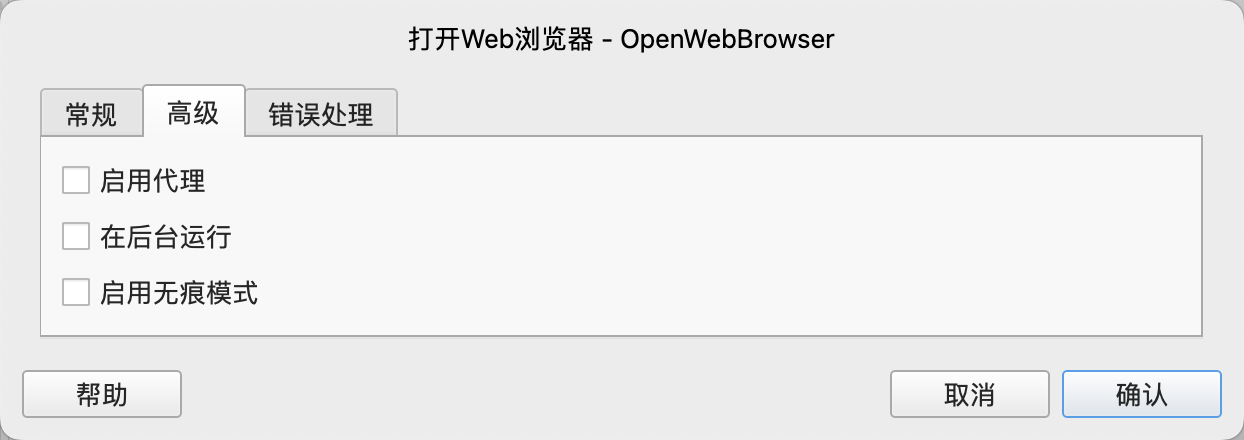 打开Web浏览器 - OpenWebBrowser
常规 高级 错误处理
启用代理
在后台运行
启用无痕模式
帮助 取消 确认